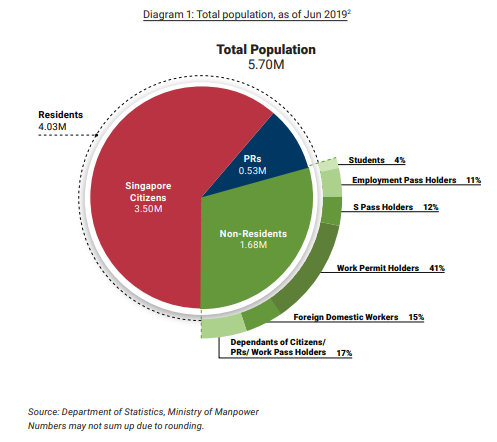 Diagram 1: Total population, as of Jun 2019²
Total Population
5.70M
Residents
4.03M
PRs
0.53M
Students 4%
Employment Pass Holders 11%
Singapore
Citizens
3.50M
S Pass Holders 12%
Non-Residents
1.68M
Work Permit Holders 41%
Foreign Domestic Workers 15%
Dependants of Citizens/
PRs/ Work Pass Holders 17%
Source: Department of Statistics, Ministry of Manpower
Numbers may not sum up due to rounding.